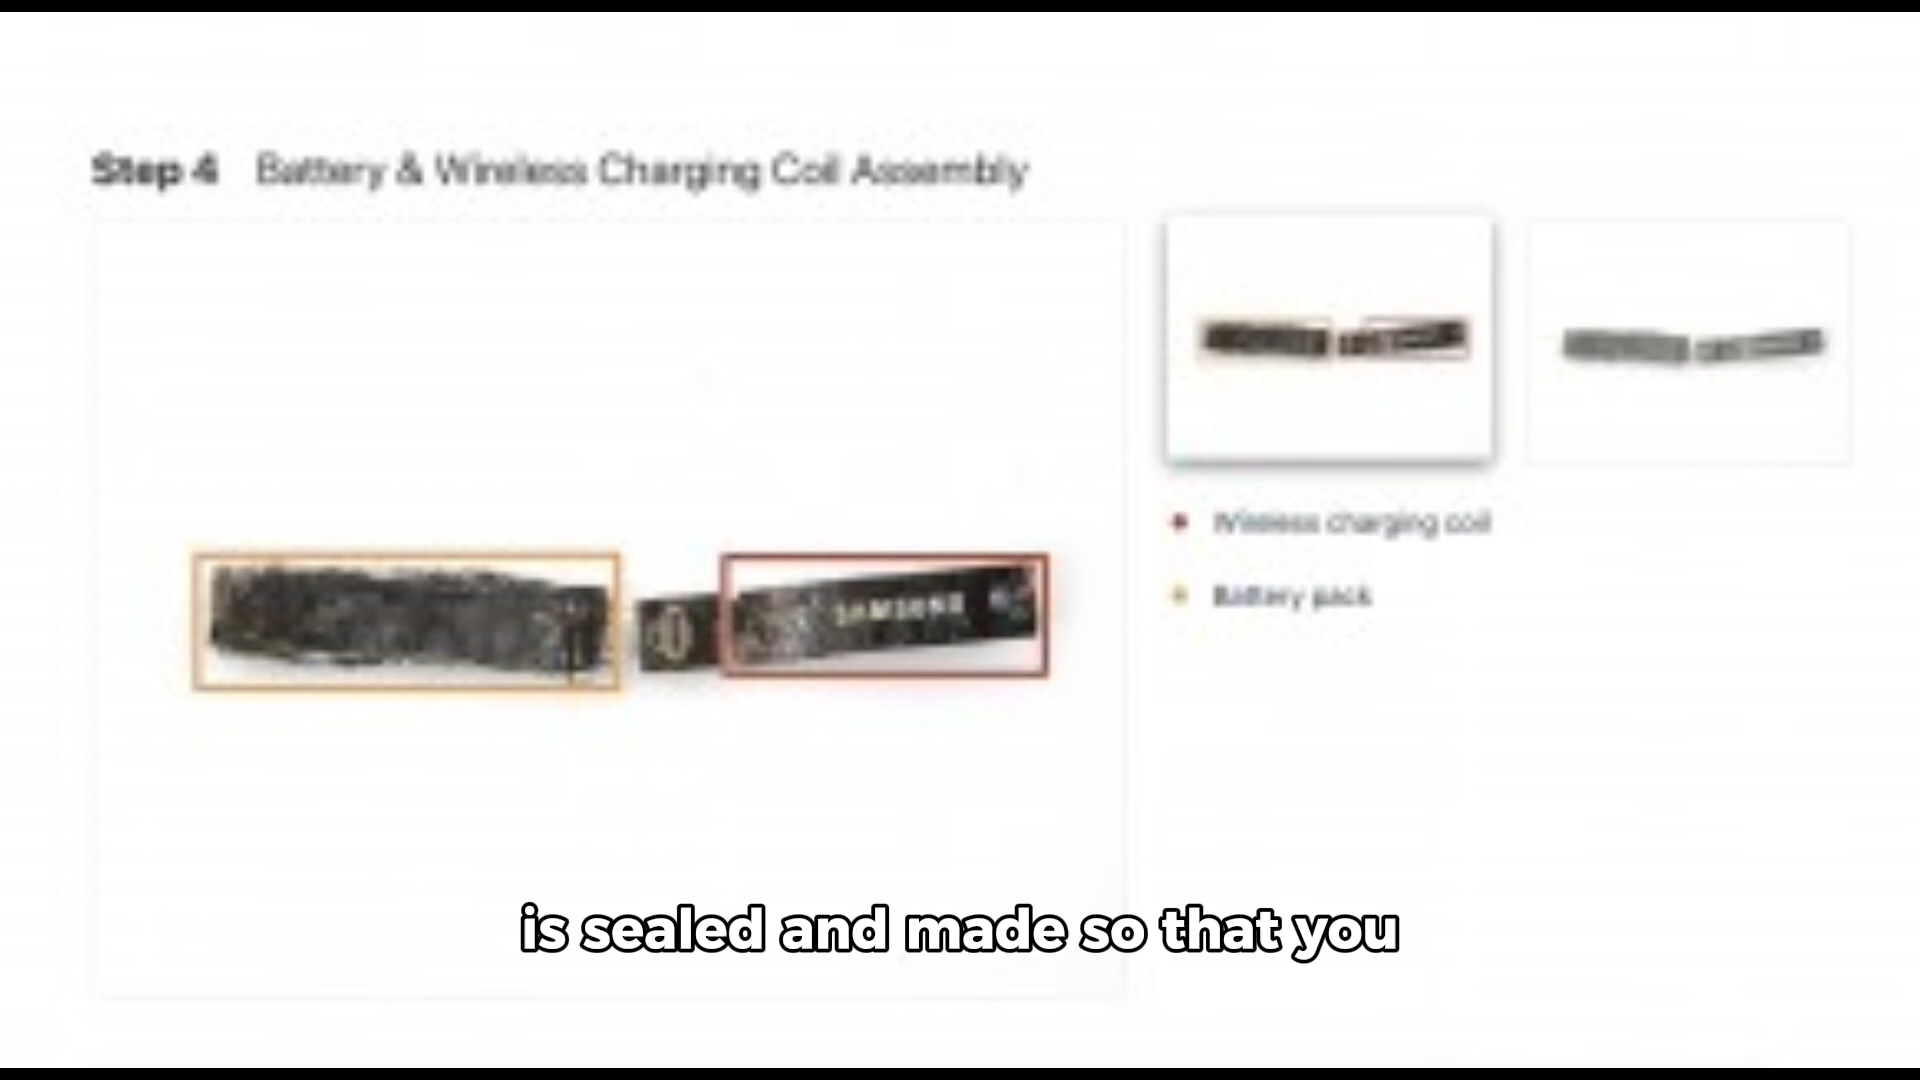 Step 4 Battery & Wireless Charging Coil Assembly
Wireless charging coil
Battery pack
SAMSUNG
is sealed and made so that you